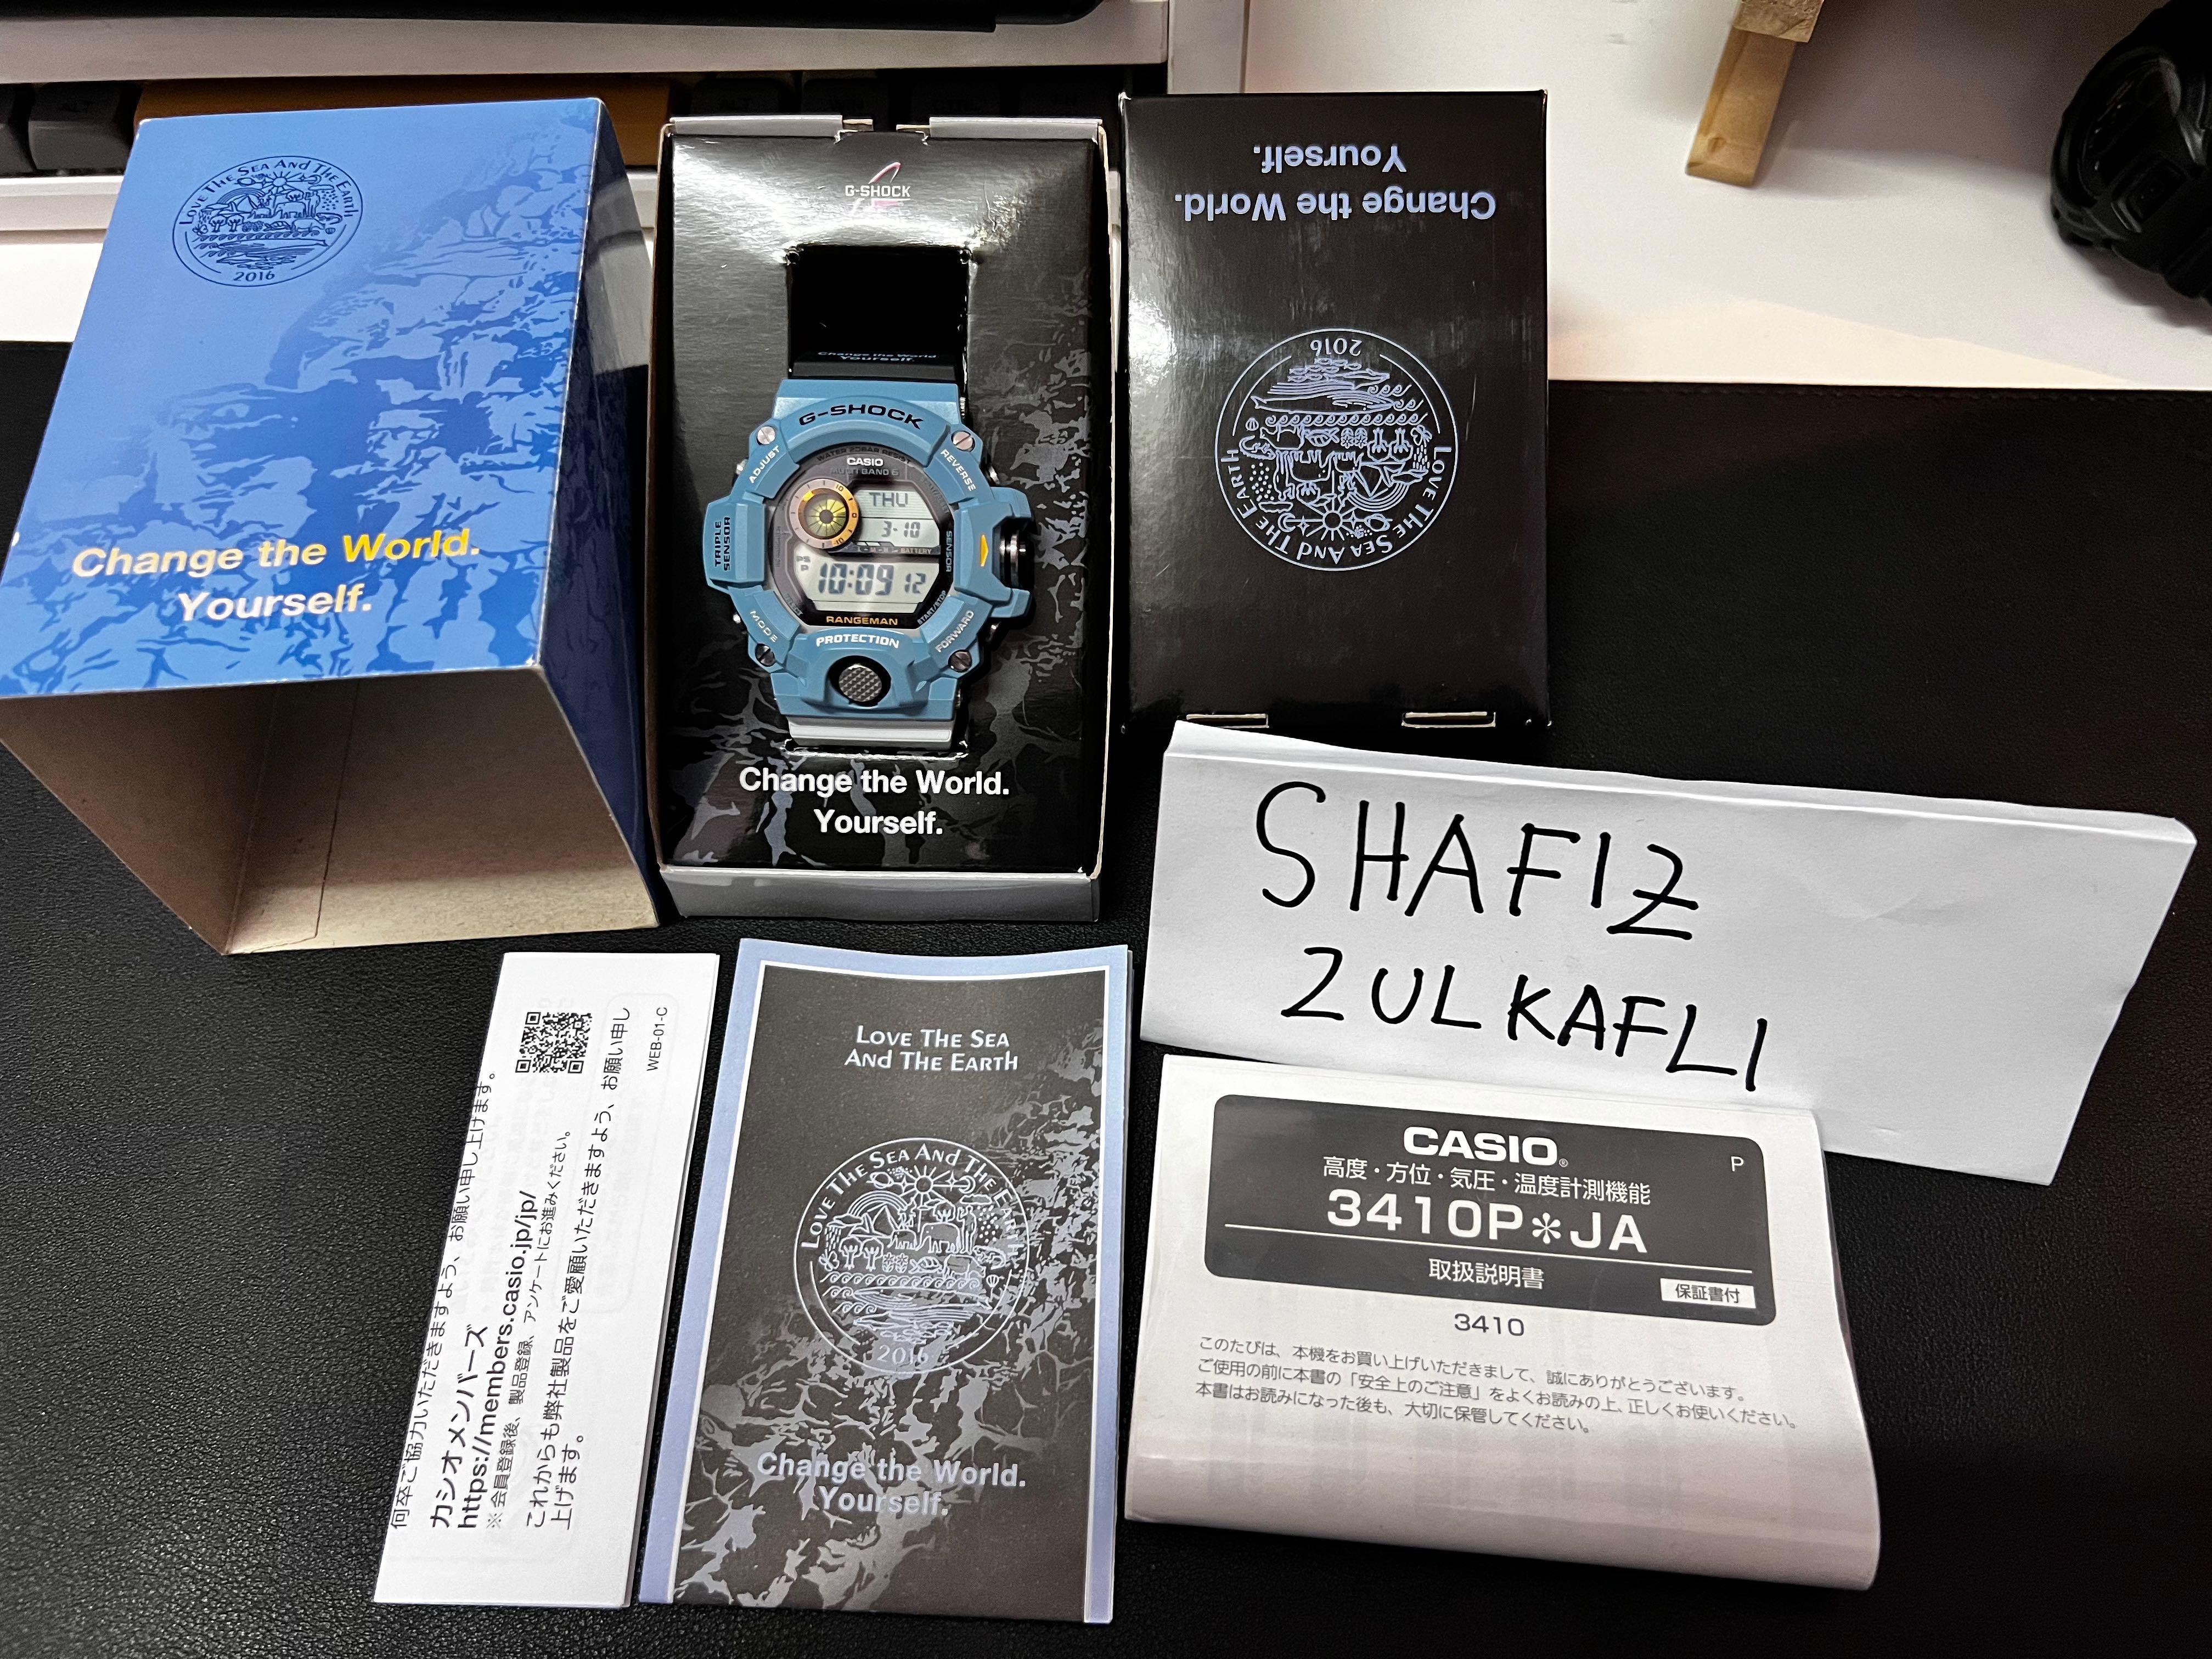 LOVE THE SEA AND THE EARTH
2016
Change the World.
Yourself.
G-SHOCK
Change the World
Yourself.
G-SHOCK
ADJUST
REVERSE
CASIO
MULTI BAND 6
TRIPLE
SENSOR
SENSOR
THU
3-10
BATTERY
10:09 12
START/STOP
RANGEMAN
MODE
FORWARD
PROTECTION
Change the World.
Yourself.
Change the World.
Yourself.
LOVE THE SEA AND THE EARTH
2016
SHAFIZ
ZULKAFLI
何卒ご協力いただきますよう、お願い申し上げます。
カシオメンバーズ
https://members.casio.jp/jp/
※ 会員登録後、製品登録、アンケートにお進みください。
これからも弊社製品をご愛顧いただきますよう、お願い申し
上げます。
WEB-01-C
LOVE THE SEA
AND THE EARTH
LOVE THE SEA AND THE EARTH
2016
Change the World.
Yourself.
CASIO®
P
高度・方位・気圧・温度計測機能
3410P*JA
取扱説明書
保証書付
3410
このたびは、本機をお買い上げいただきまして、誠にありがとうございます。
ご使用の前に本書の「安全上のご注意」をよくお読みの上、正しくお使いください。
本書はお読みになった後も、大切に保管してください。